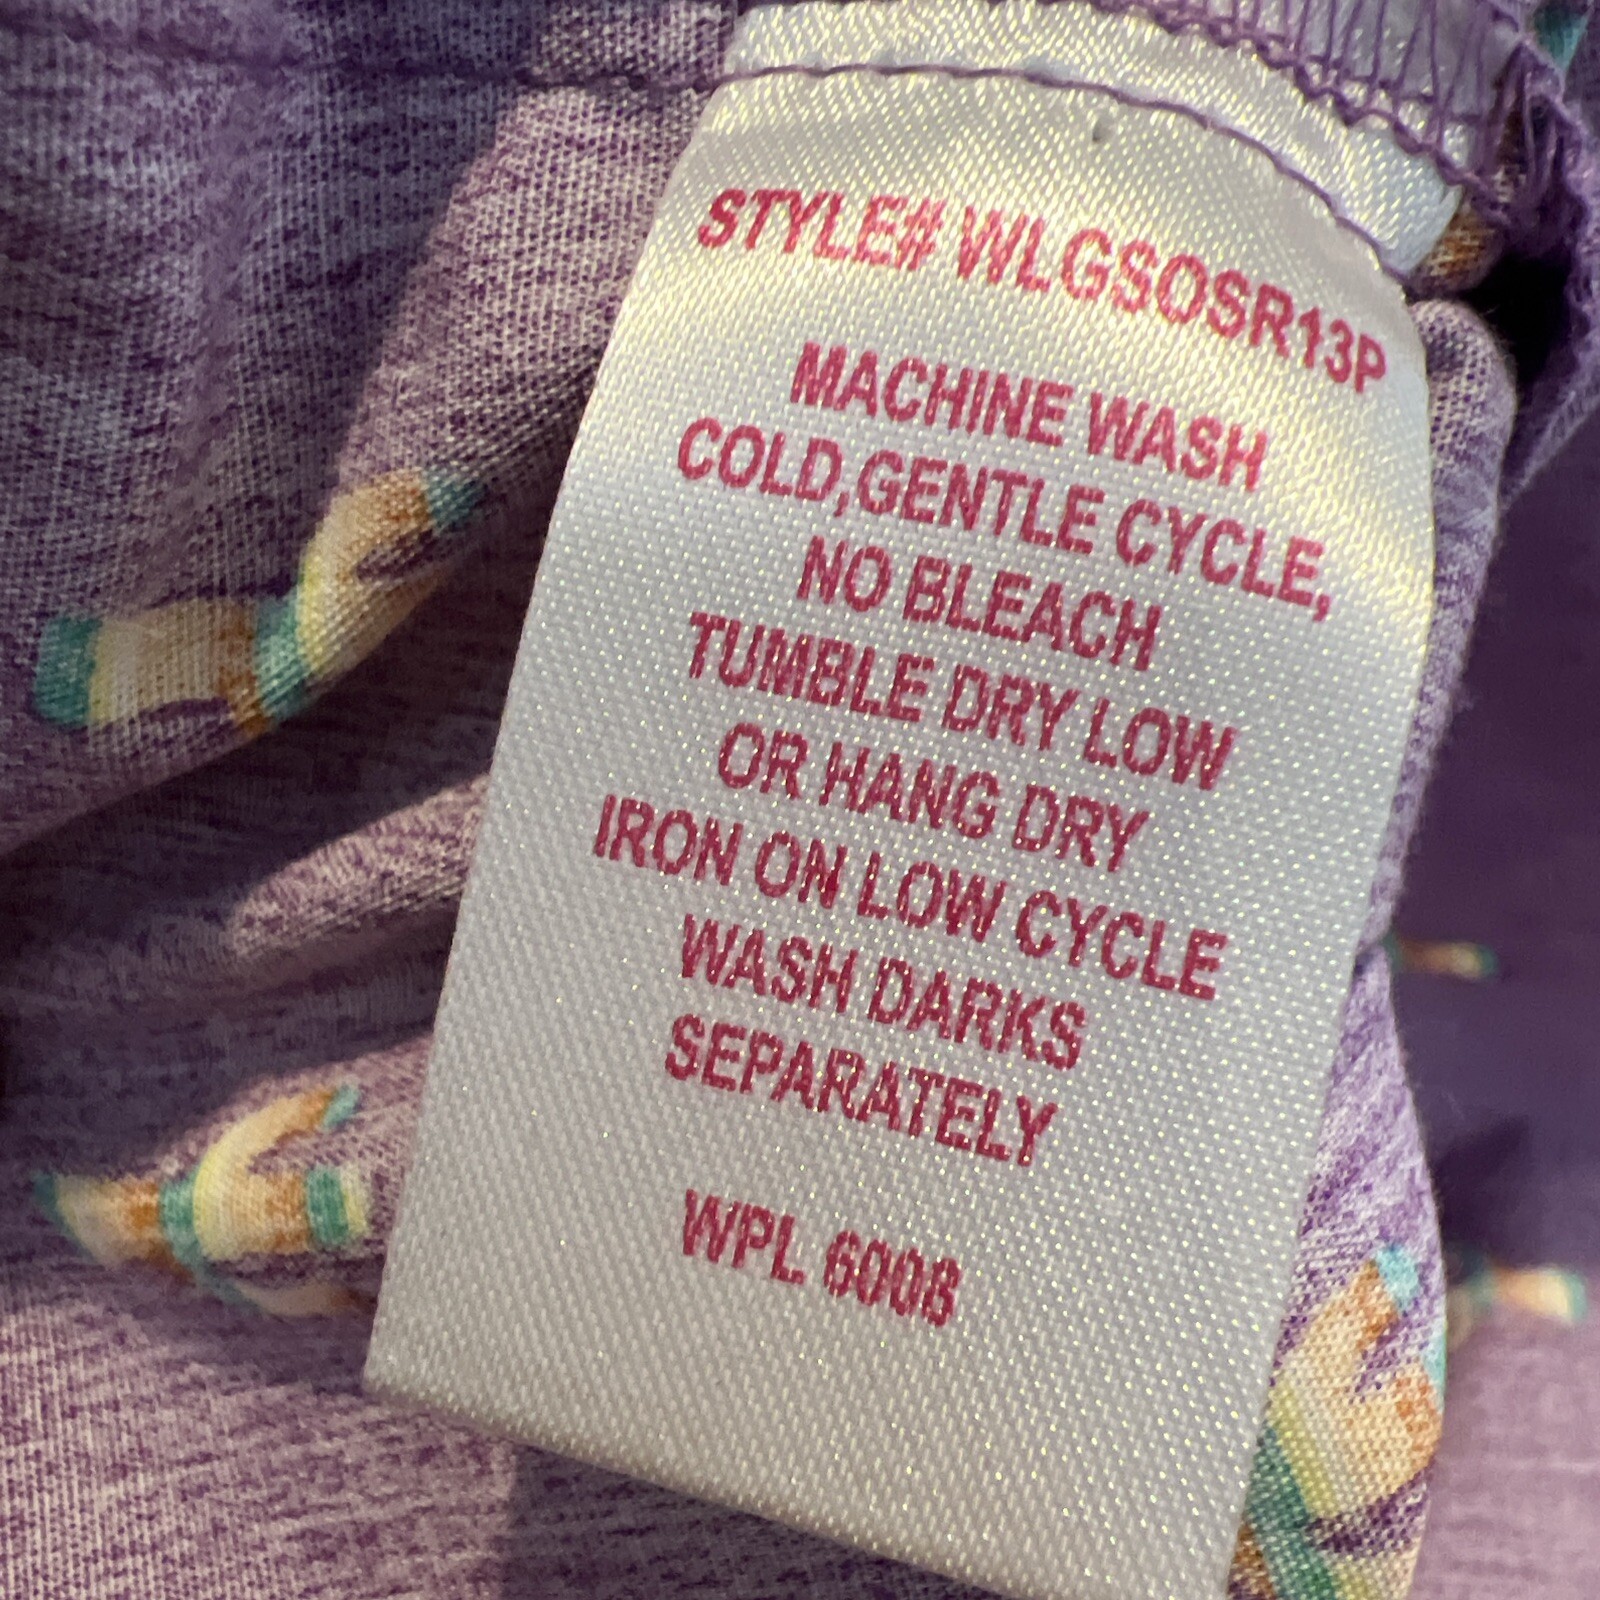 STYLE# WLGSOSR13P
MACHINE WASH
COLD,GENTLE CYCLE,
NO BLEACH
TUMBLE DRY LOW
OR HANG DRY
IRON ON LOW CYCLE
WASH DARKS
SEPARATELY
WPL 6008